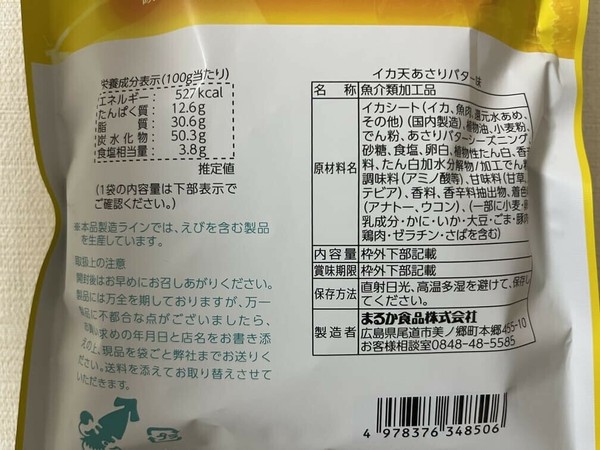 栄養成分表示(100g当たり)
エネルギー: 527kcal
たんぱく質: 12.6g
脂質: 30.6g
炭水化物: 50.3g
食塩相当量: 3.8g
推定値
(1袋の内容量は下部表示で
ご確認ください。)
※本品製造ラインでは、えびを含む製品
を生産しています。
取扱上の注意
開封後はお早めにお召しあがりください。
製品には万全を期しておりますが、万一
製品に不都合な点がございましたら、
お買い求めの年月日と店名をお書き添
えの上、現品を袋ごと弊社までお送りく
ださい。送料を添えてお取り替えさせて
いただきます。
イカ天あさりバター味
名称 魚介類加工品
原材料名 イカシート(イカ、魚肉、還元水あめ、
その他)(国内製造)、植物油、小麦粉、
でん粉、あさりバターシーズニング、
砂糖、食塩、卵白、植物性たん白、香辛
料、たん白加水分解物/加工でん粉、
調味料(アミノ酸等)、甘味料(甘草、ス
テビア)、香料、香辛料抽出物、着色料
(アナトー、ウコン)、(一部に小麦・卵・
乳成分・かに・いか・大豆・ごま・豚肉・
鶏肉・ゼラチン・さばを含む)
内容量 枠外下部記載
賞味期限 枠外下部記載
保存方法 直射日光、高温多湿を避けて、保存し
てください。
製造者 まるか食品株式会社
広島県尾道市美ノ郷町本郷455-10
お客様相談室0848-48-5585
4 978376 348506